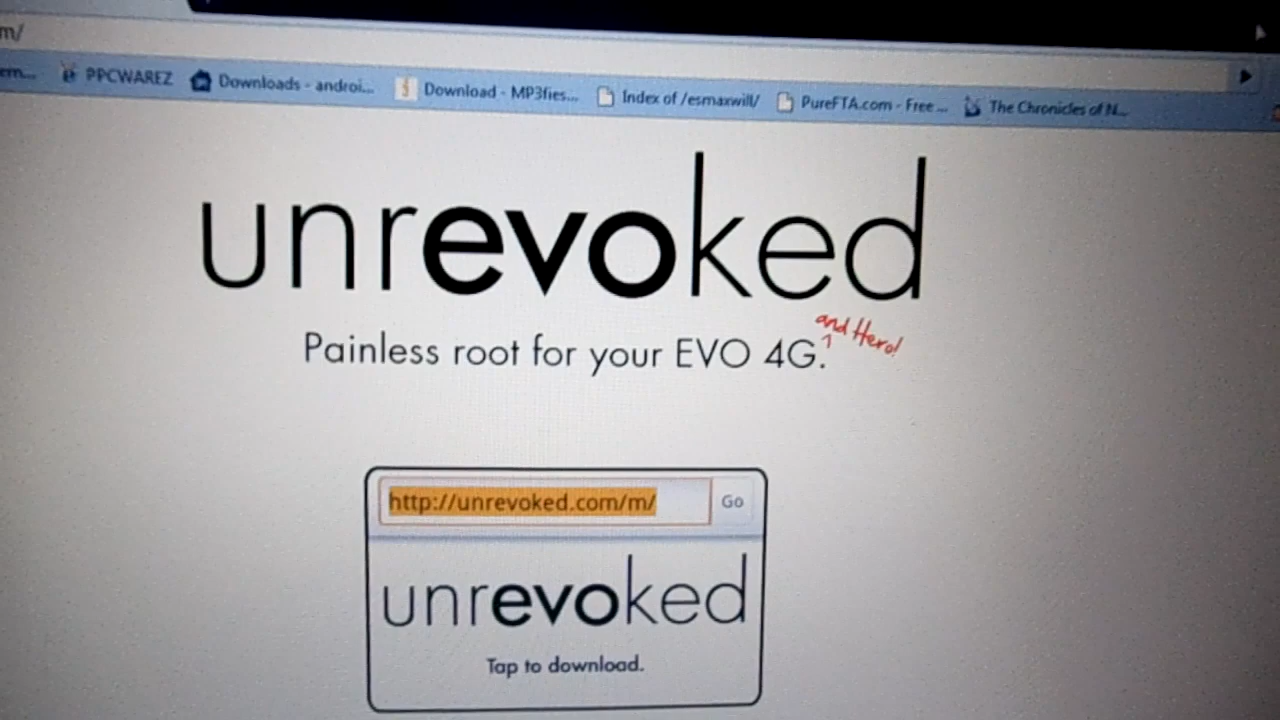 m/
em... PPCWAREZ Downloads - androi... Download - MP3fies... Index of /esmaxwill/ PureFTA.com - Free ... The Chronicles of N...
unrevoked
and Hero!
Painless root for your EVO 4G.
http://unrevoked.com/m/ Go
unrevoked
Tap to download.